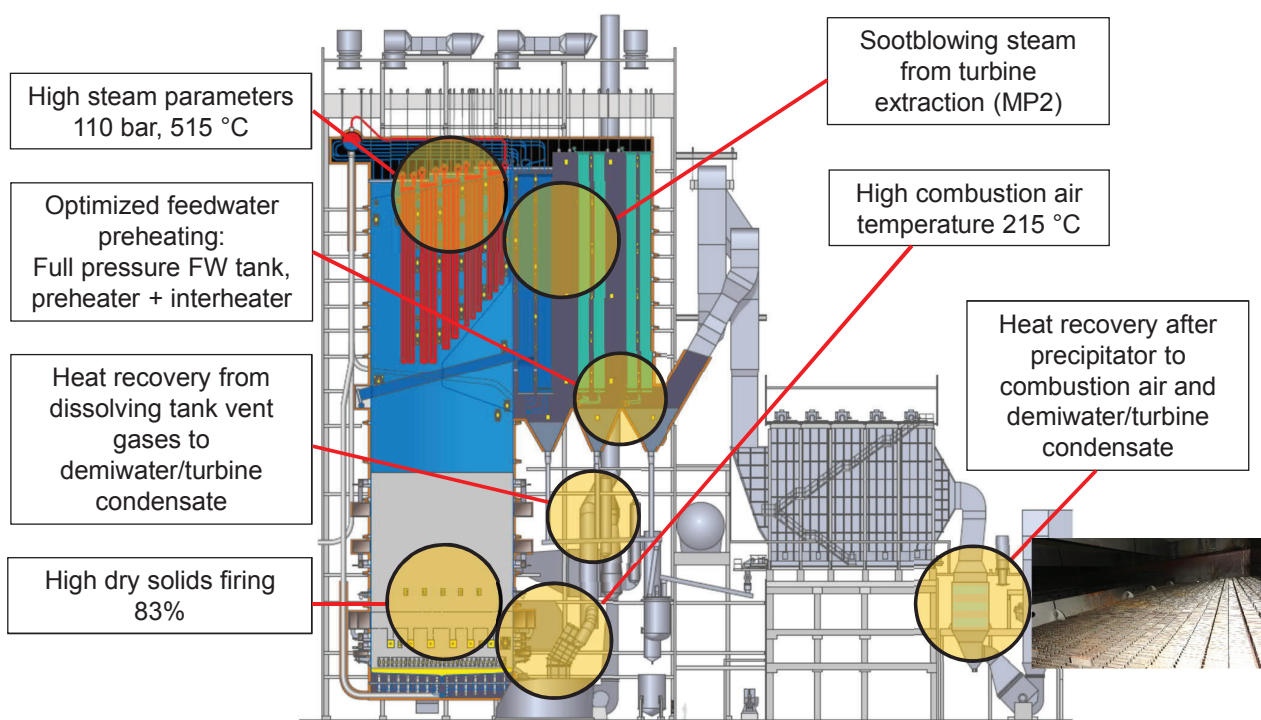 High steam parameters
110 bar, 515 °C
Optimized feedwater
preheating:
Full pressure FW tank,
preheater + interheater
Heat recovery from
dissolving tank vent
gases to
demiwater/turbine
condensate
High dry solids firing
83%
Sootblowing steam
from turbine
extraction (MP2)
High combustion air
temperature 215 °C
Heat recovery after
precipitator to
combustion air and
demiwater/turbine
condensate